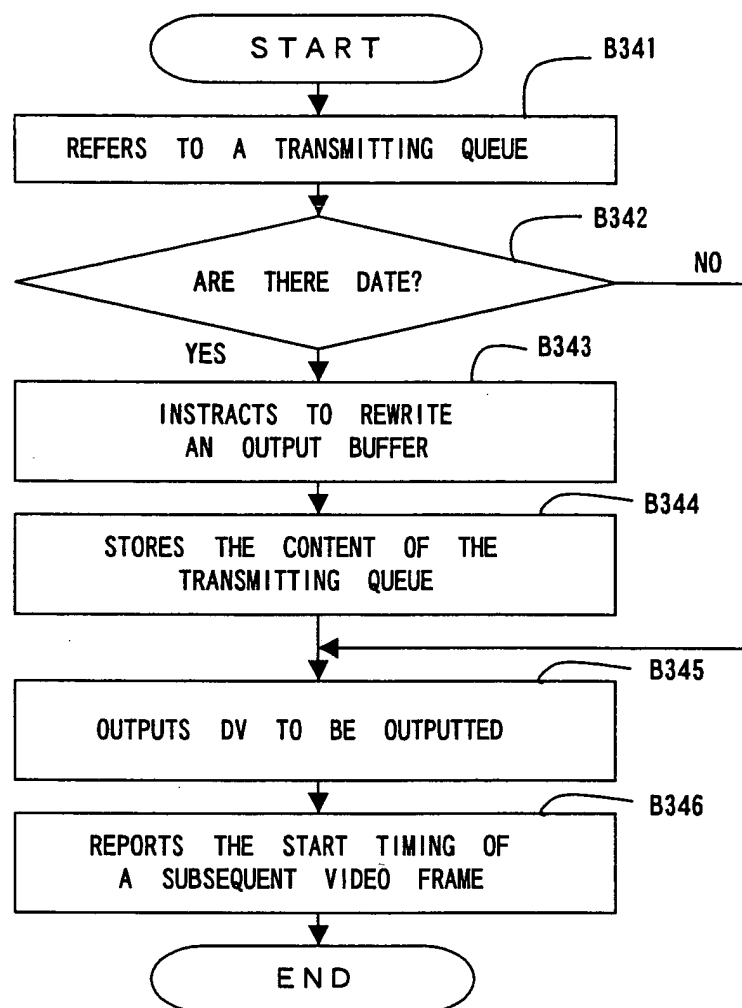 START
B341
REFERS TO A TRANSMITTING QUEUE
B342
ARE THERE DATE?
NO
YES
B343
INSTRACTS TO REWRITE
AN OUTPUT BUFFER
B344
STORES THE CONTENT OF THE
TRANSMITTING QUEUE
B345
OUTPUTS DV TO BE OUTPUTTED
B346
REPORTS THE START TIMING OF
A SUBSEQUENT VIDEO FRAME
END